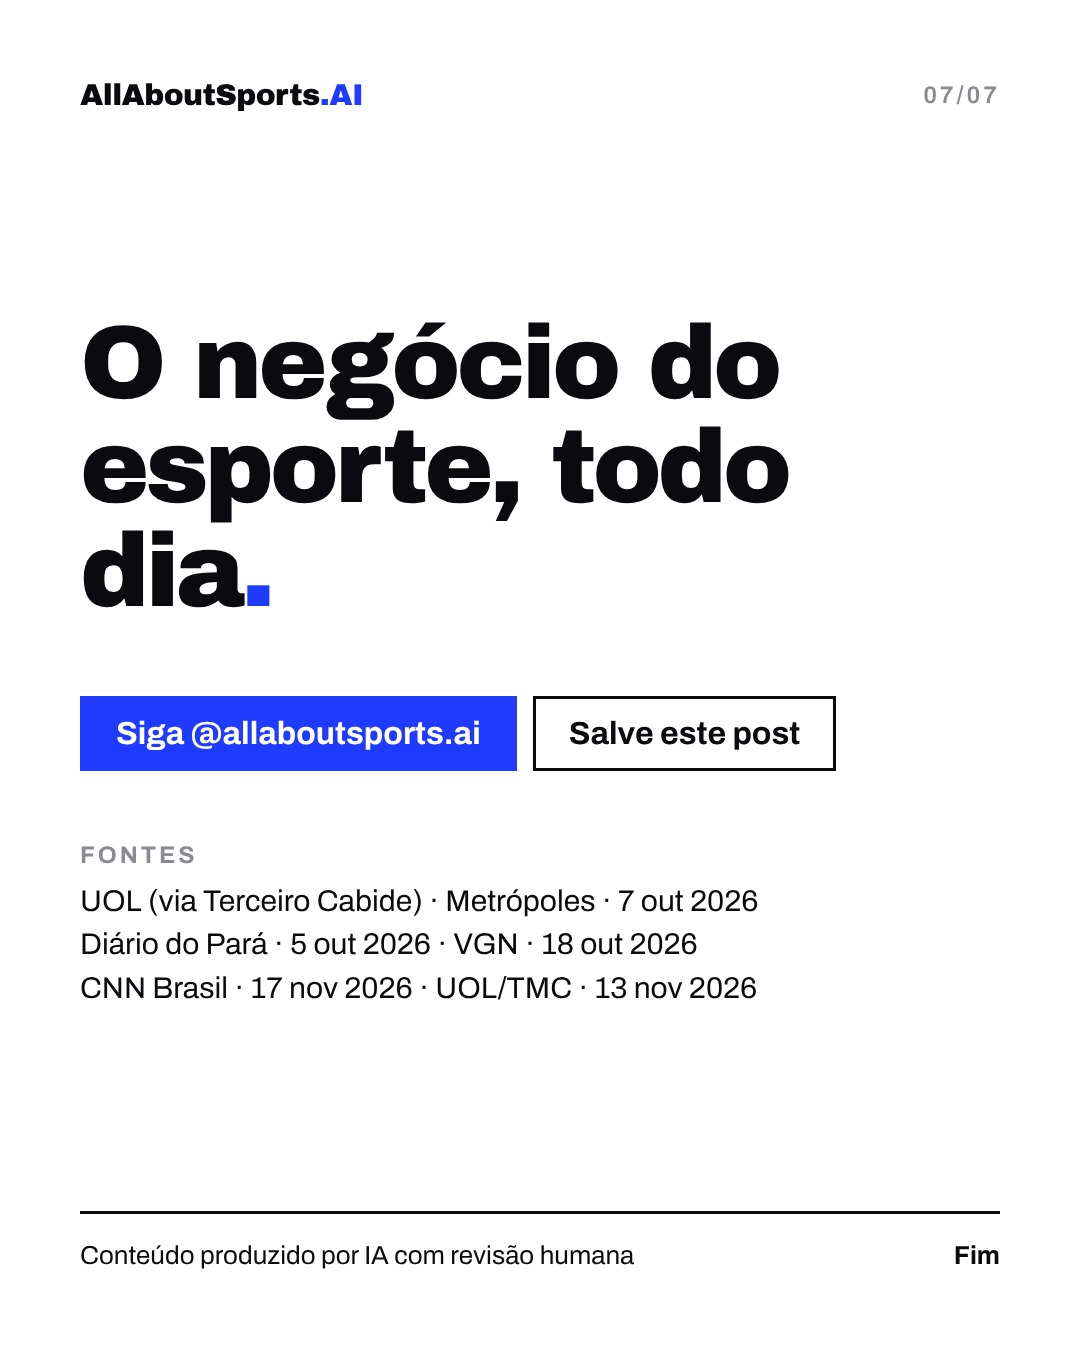 AllAboutSports.AI
07/07
O negócio do
esporte, todo
dia.
Siga @allaboutsports.ai
Salve este post
FONTES
UOL (via Terceiro Cabide) · Metrópoles · 7 out 2026
Diário do Pará · 5 out 2026 · VGN · 18 out 2026
CNN Brasil · 17 nov 2026 · UOL/TMC · 13 nov 2026
Conteúdo produzido por IA com revisão humana
Fim